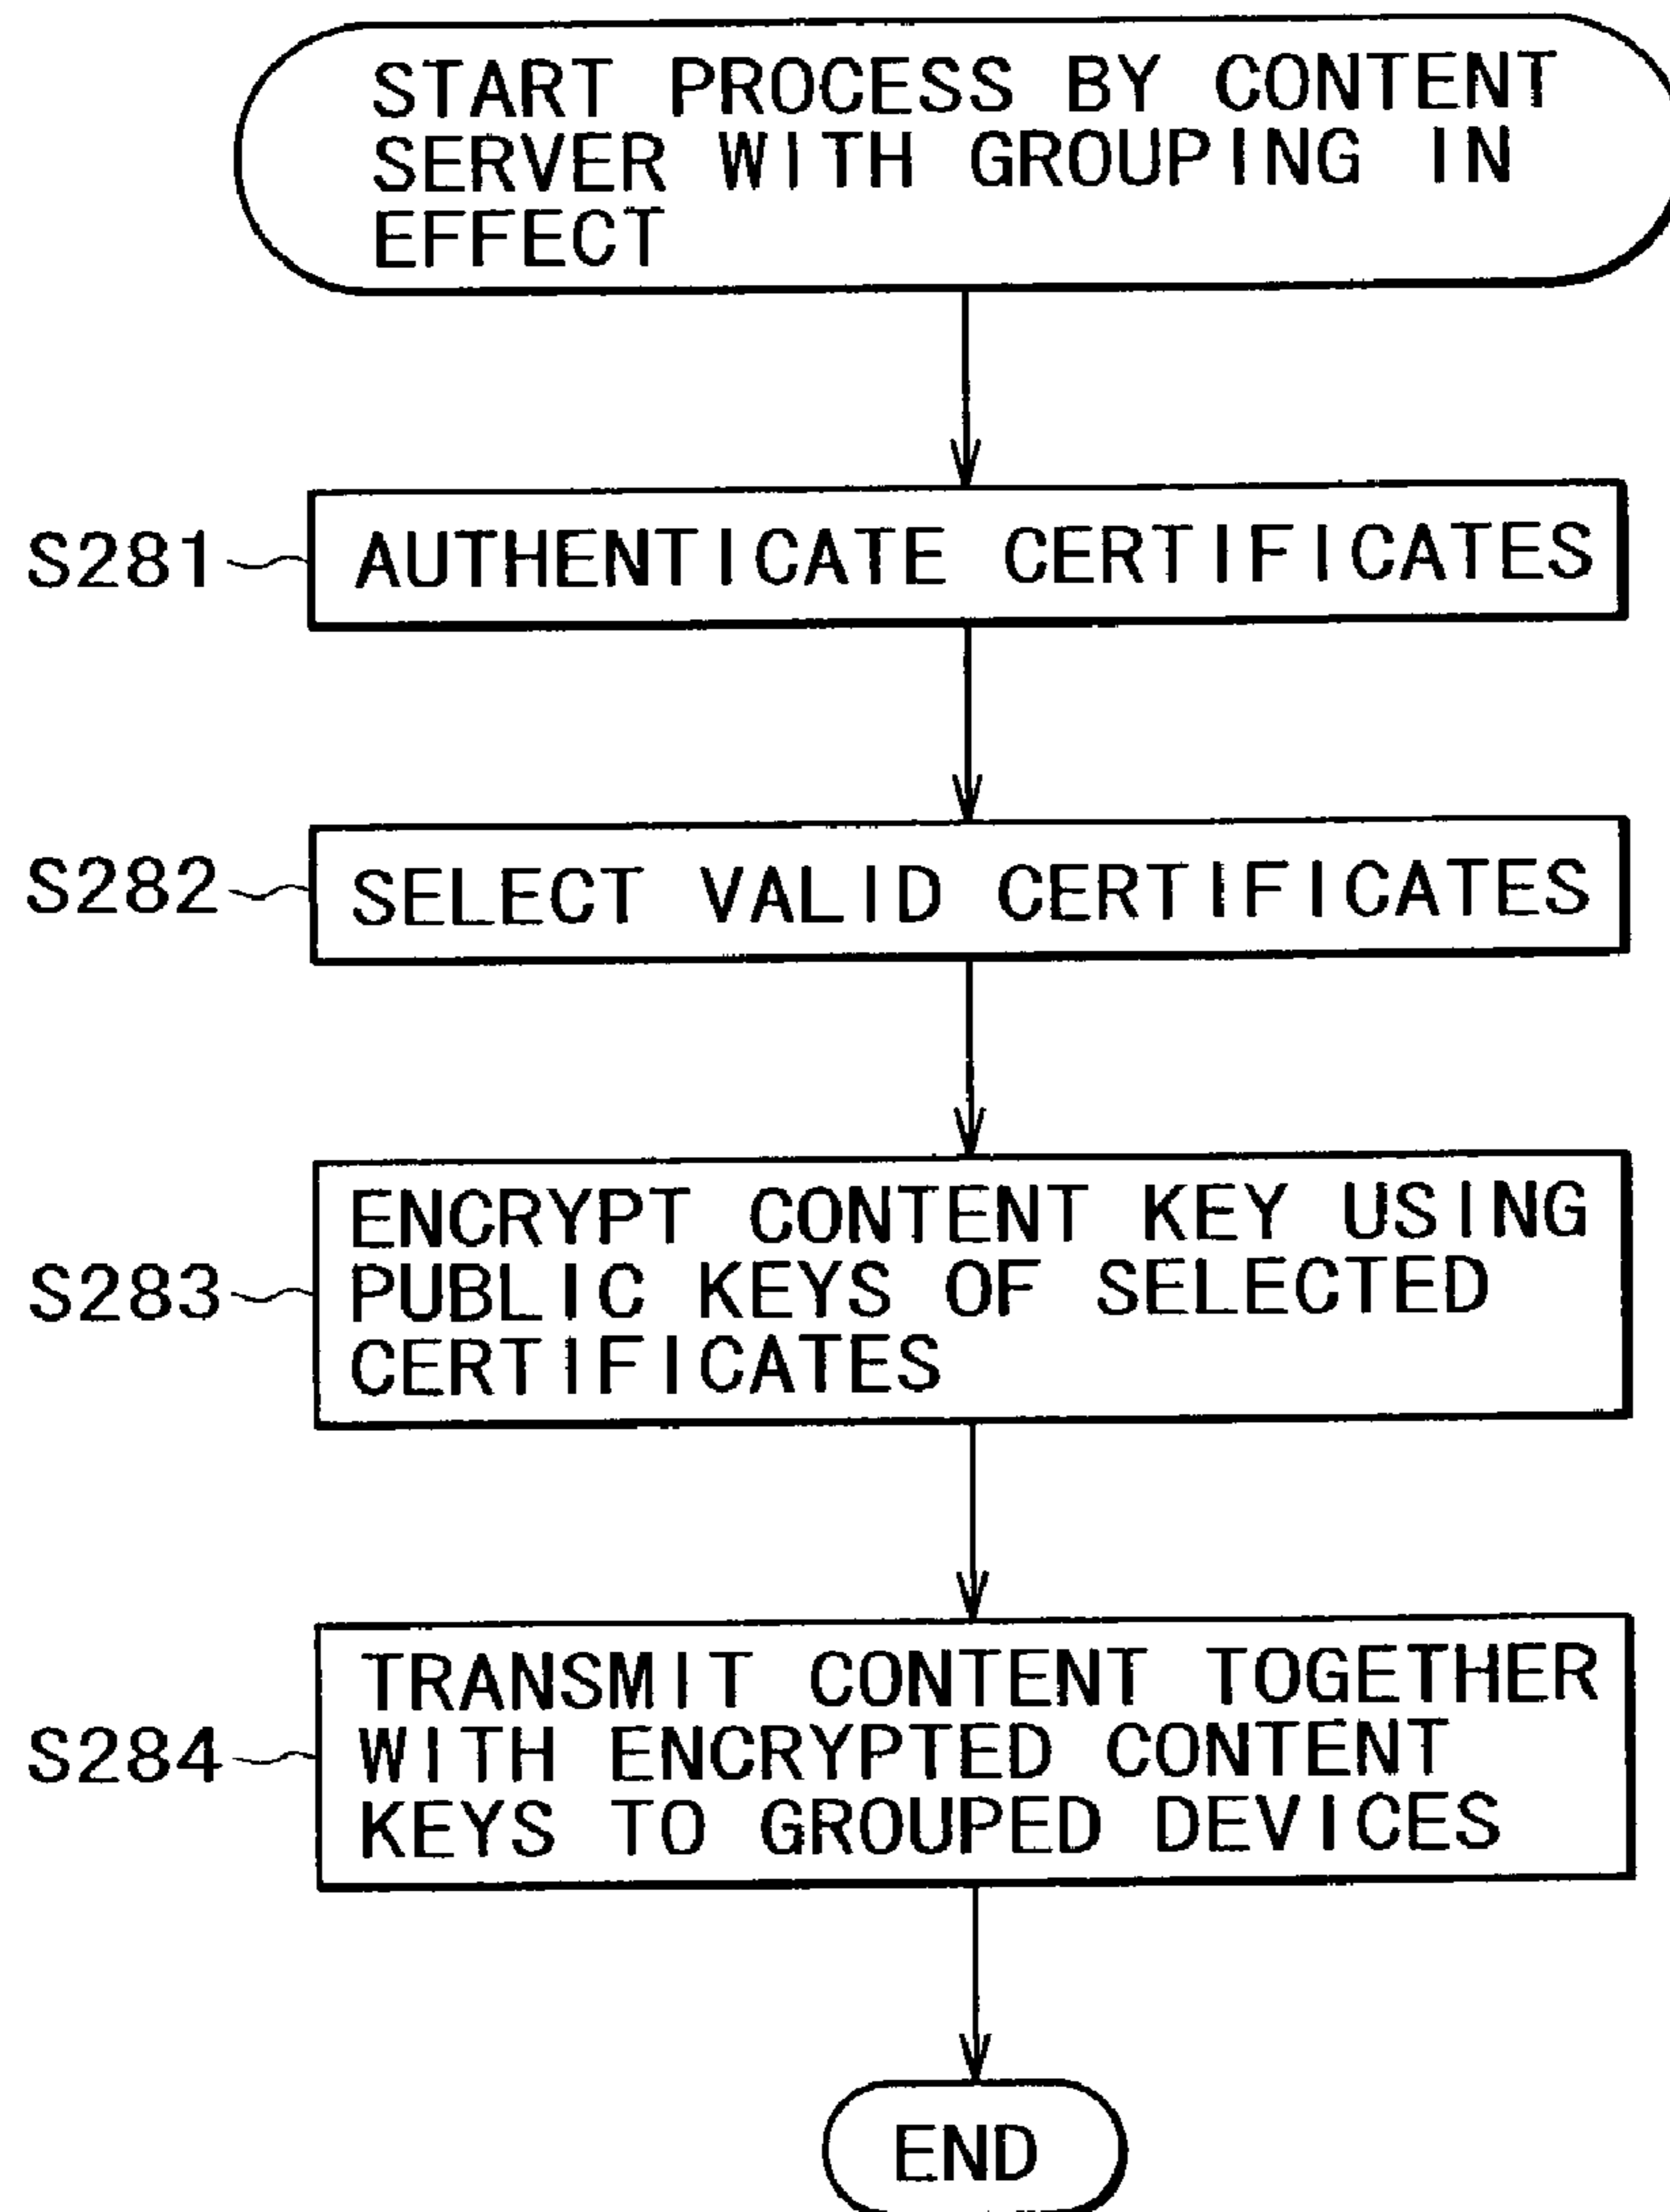 START PROCESS BY CONTENT
SERVER WITH GROUPING IN
EFFECT
S281
AUTHENTICATE CERTIFICATES
S282
SELECT VALID CERTIFICATES
S283
ENCRYPT CONTENT KEY USING
PUBLIC KEYS OF SELECTED
CERTIFICATES
S284
TRANSMIT CONTENT TOGETHER
WITH ENCRYPTED CONTENT
KEYS TO GROUPED DEVICES
END